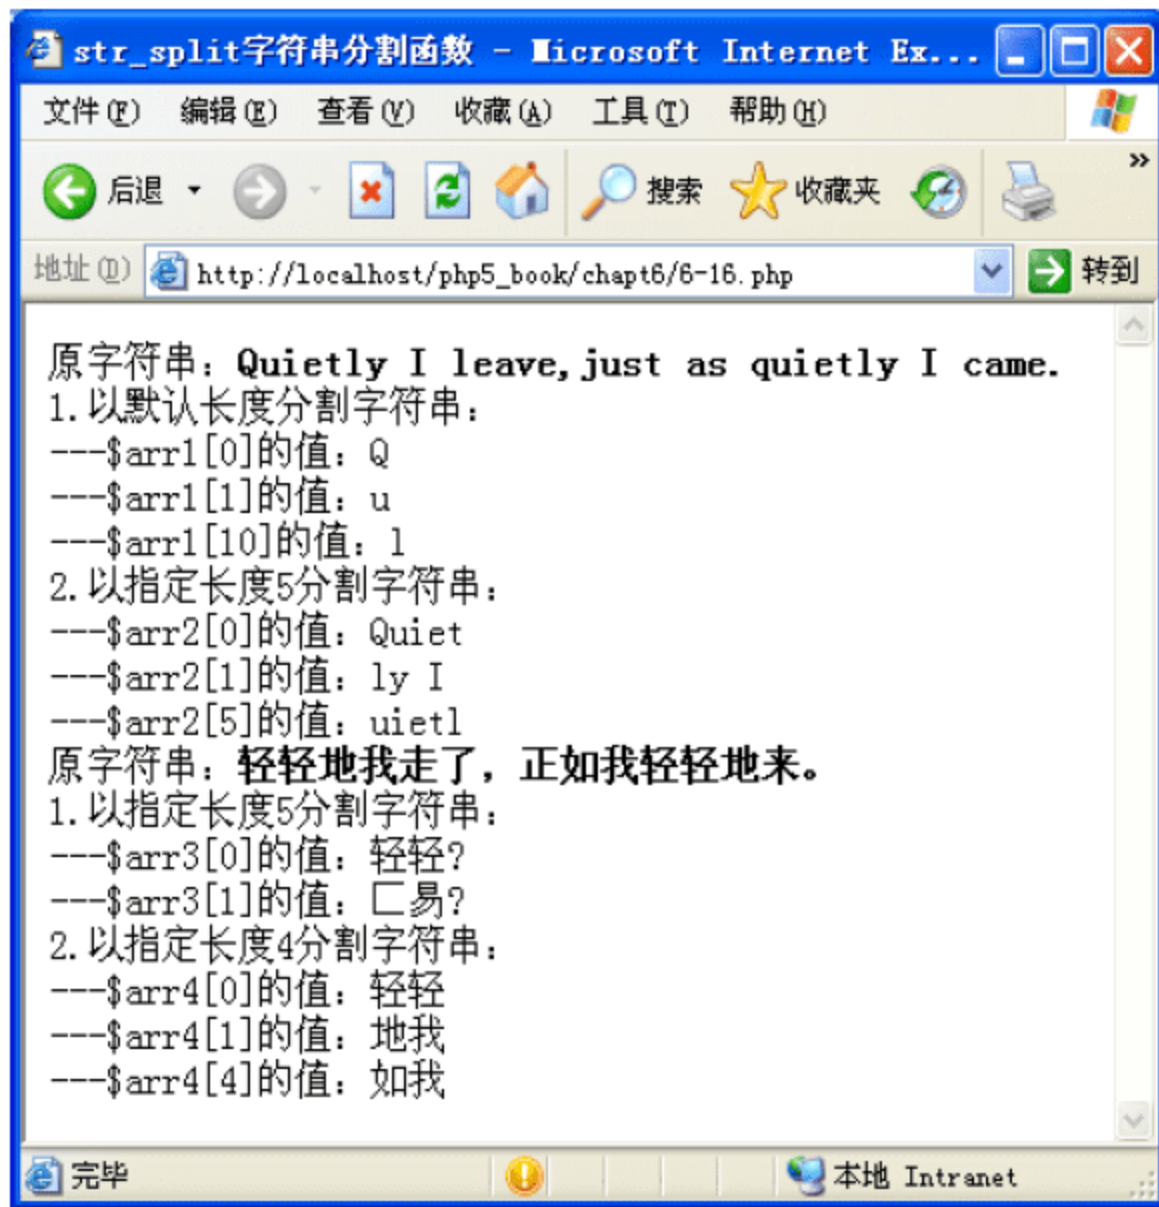 str_split字符串分割函数 - Microsoft Internet Ex...
文件(F) 编辑(E) 查看(V) 收藏(A) 工具(T) 帮助(H)
后退 搜索 收藏夹 »
地址(D) http://localhost/php5_book/chapt6/6-16.php 转到
原字符串：Quietly I leave,just as quietly I came.
1.以默认长度分割字符串：
---$arr1[0]的值：Q
---$arr1[1]的值：u
---$arr1[10]的值：l
2.以指定长度5分割字符串：
---$arr2[0]的值：Quiet
---$arr2[1]的值：ly I
---$arr2[5]的值：uietl
原字符串：轻轻地我走了，正如我轻轻地来。
1.以指定长度5分割字符串：
---$arr3[0]的值：轻轻?
---$arr3[1]的值：匚易?
2.以指定长度4分割字符串：
---$arr4[0]的值：轻轻
---$arr4[1]的值：地我
---$arr4[4]的值：如我
完毕 本地 Intranet